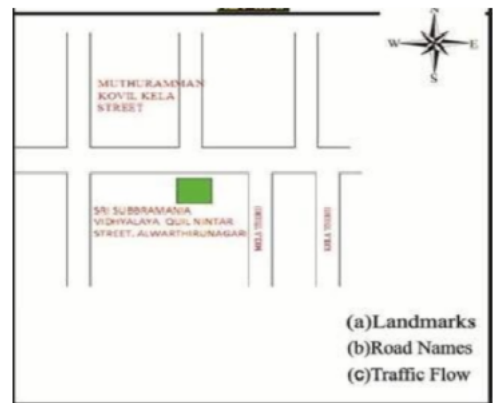 N
W E
S
MUTHURAMMAN
KOVIL KELA
STREET
SRI SUBBRAMANIA
VIDHYALAYA QUIL NINTAR
STREET, ALWARTHIRUNAGARI
(a)Landmarks
(b)Road Names
(c)Traffic Flow